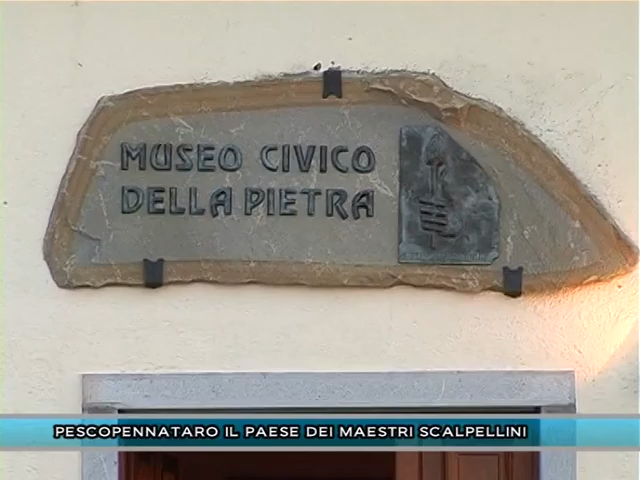 MUSEO CIVICO
DELLA PIETRA
PESCOPENNATARO IL PAESE DEI MAESTRI SCALPELLINI